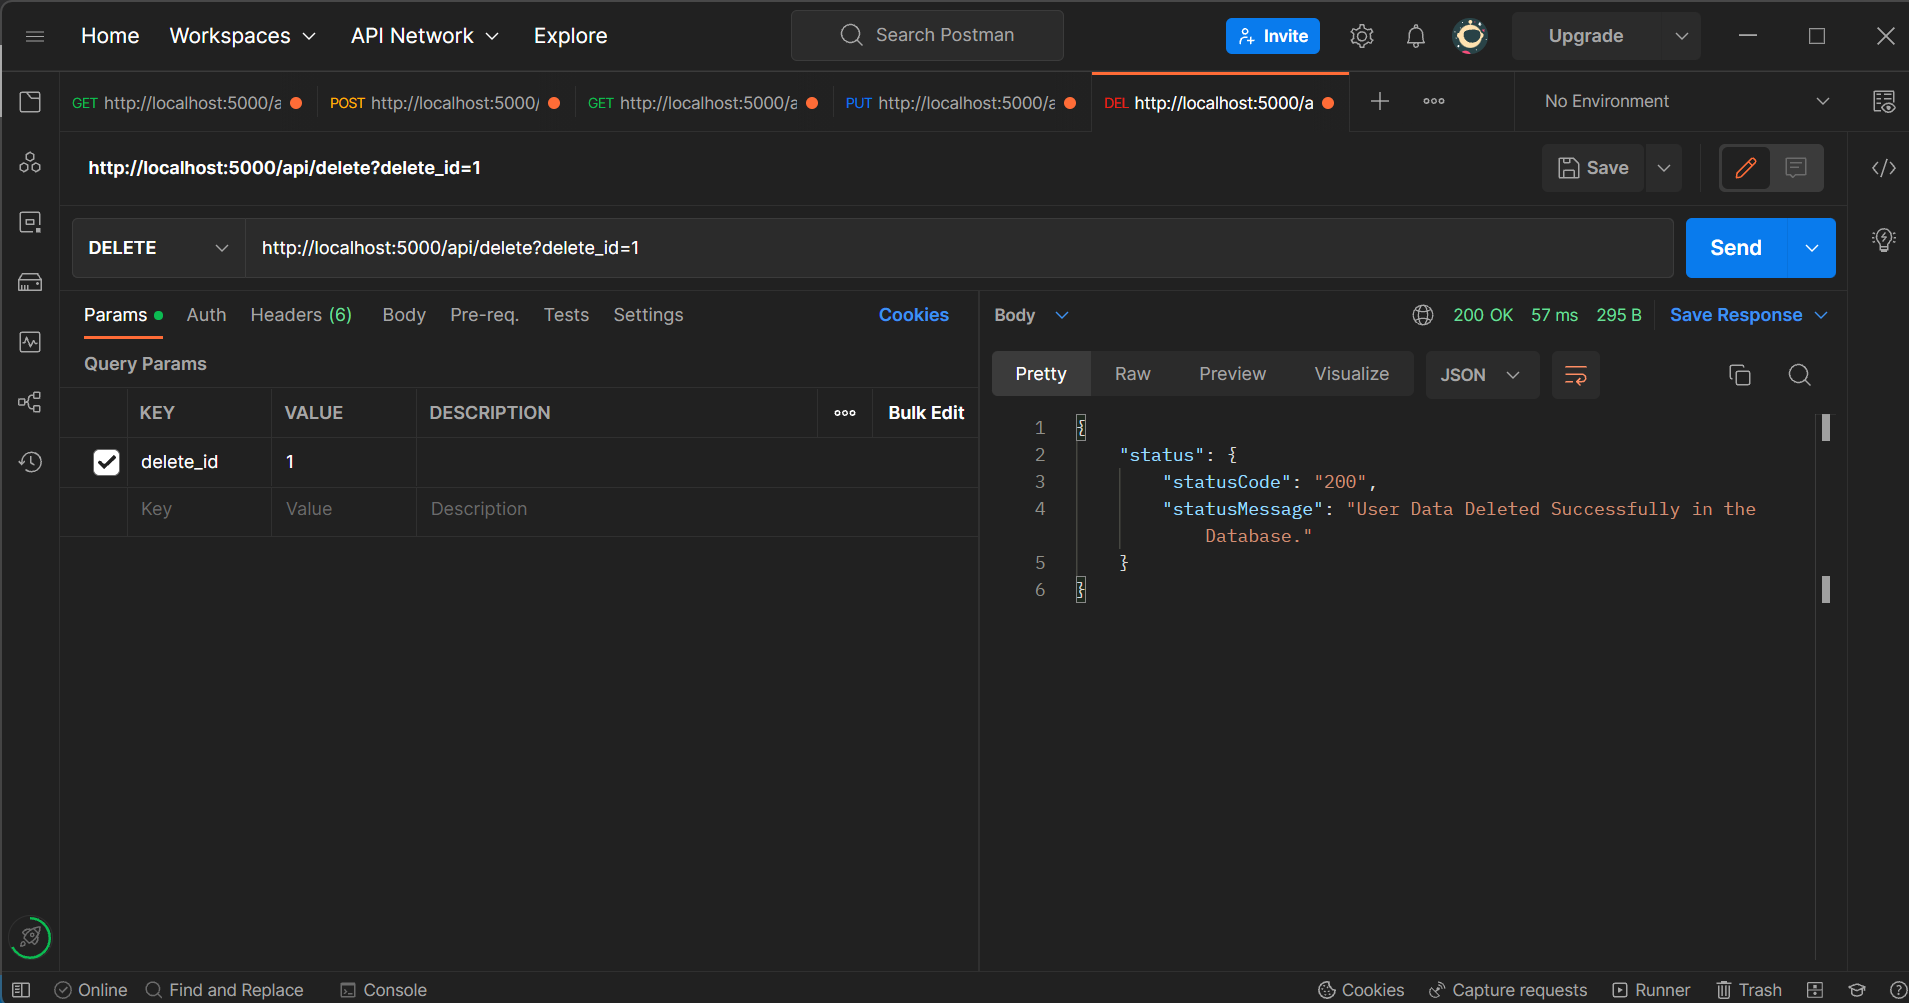 Home Workspaces API Network Explore Search Postman Invite Upgrade
GET http://localhost:5000/a POST http://localhost:5000/ GET http://localhost:5000/a PUT http://localhost:5000/a DEL http://localhost:5000/a No Environment
http://localhost:5000/api/delete?delete_id=1 Save
DELETE http://localhost:5000/api/delete?delete_id=1 Send
Params Auth Headers (6) Body Pre-req. Tests Settings Cookies
Query Params
KEY VALUE DESCRIPTION Bulk Edit
delete_id 1
Key Value Description
Body 200 OK 57 ms 295 B Save Response
Pretty Raw Preview Visualize JSON
1 {
2 "status": {
3 "statusCode": "200",
4 "statusMessage": "User Data Deleted Successfully in the
Database."
5 }
6 }
Online Find and Replace Console Cookies Capture requests Runner Trash